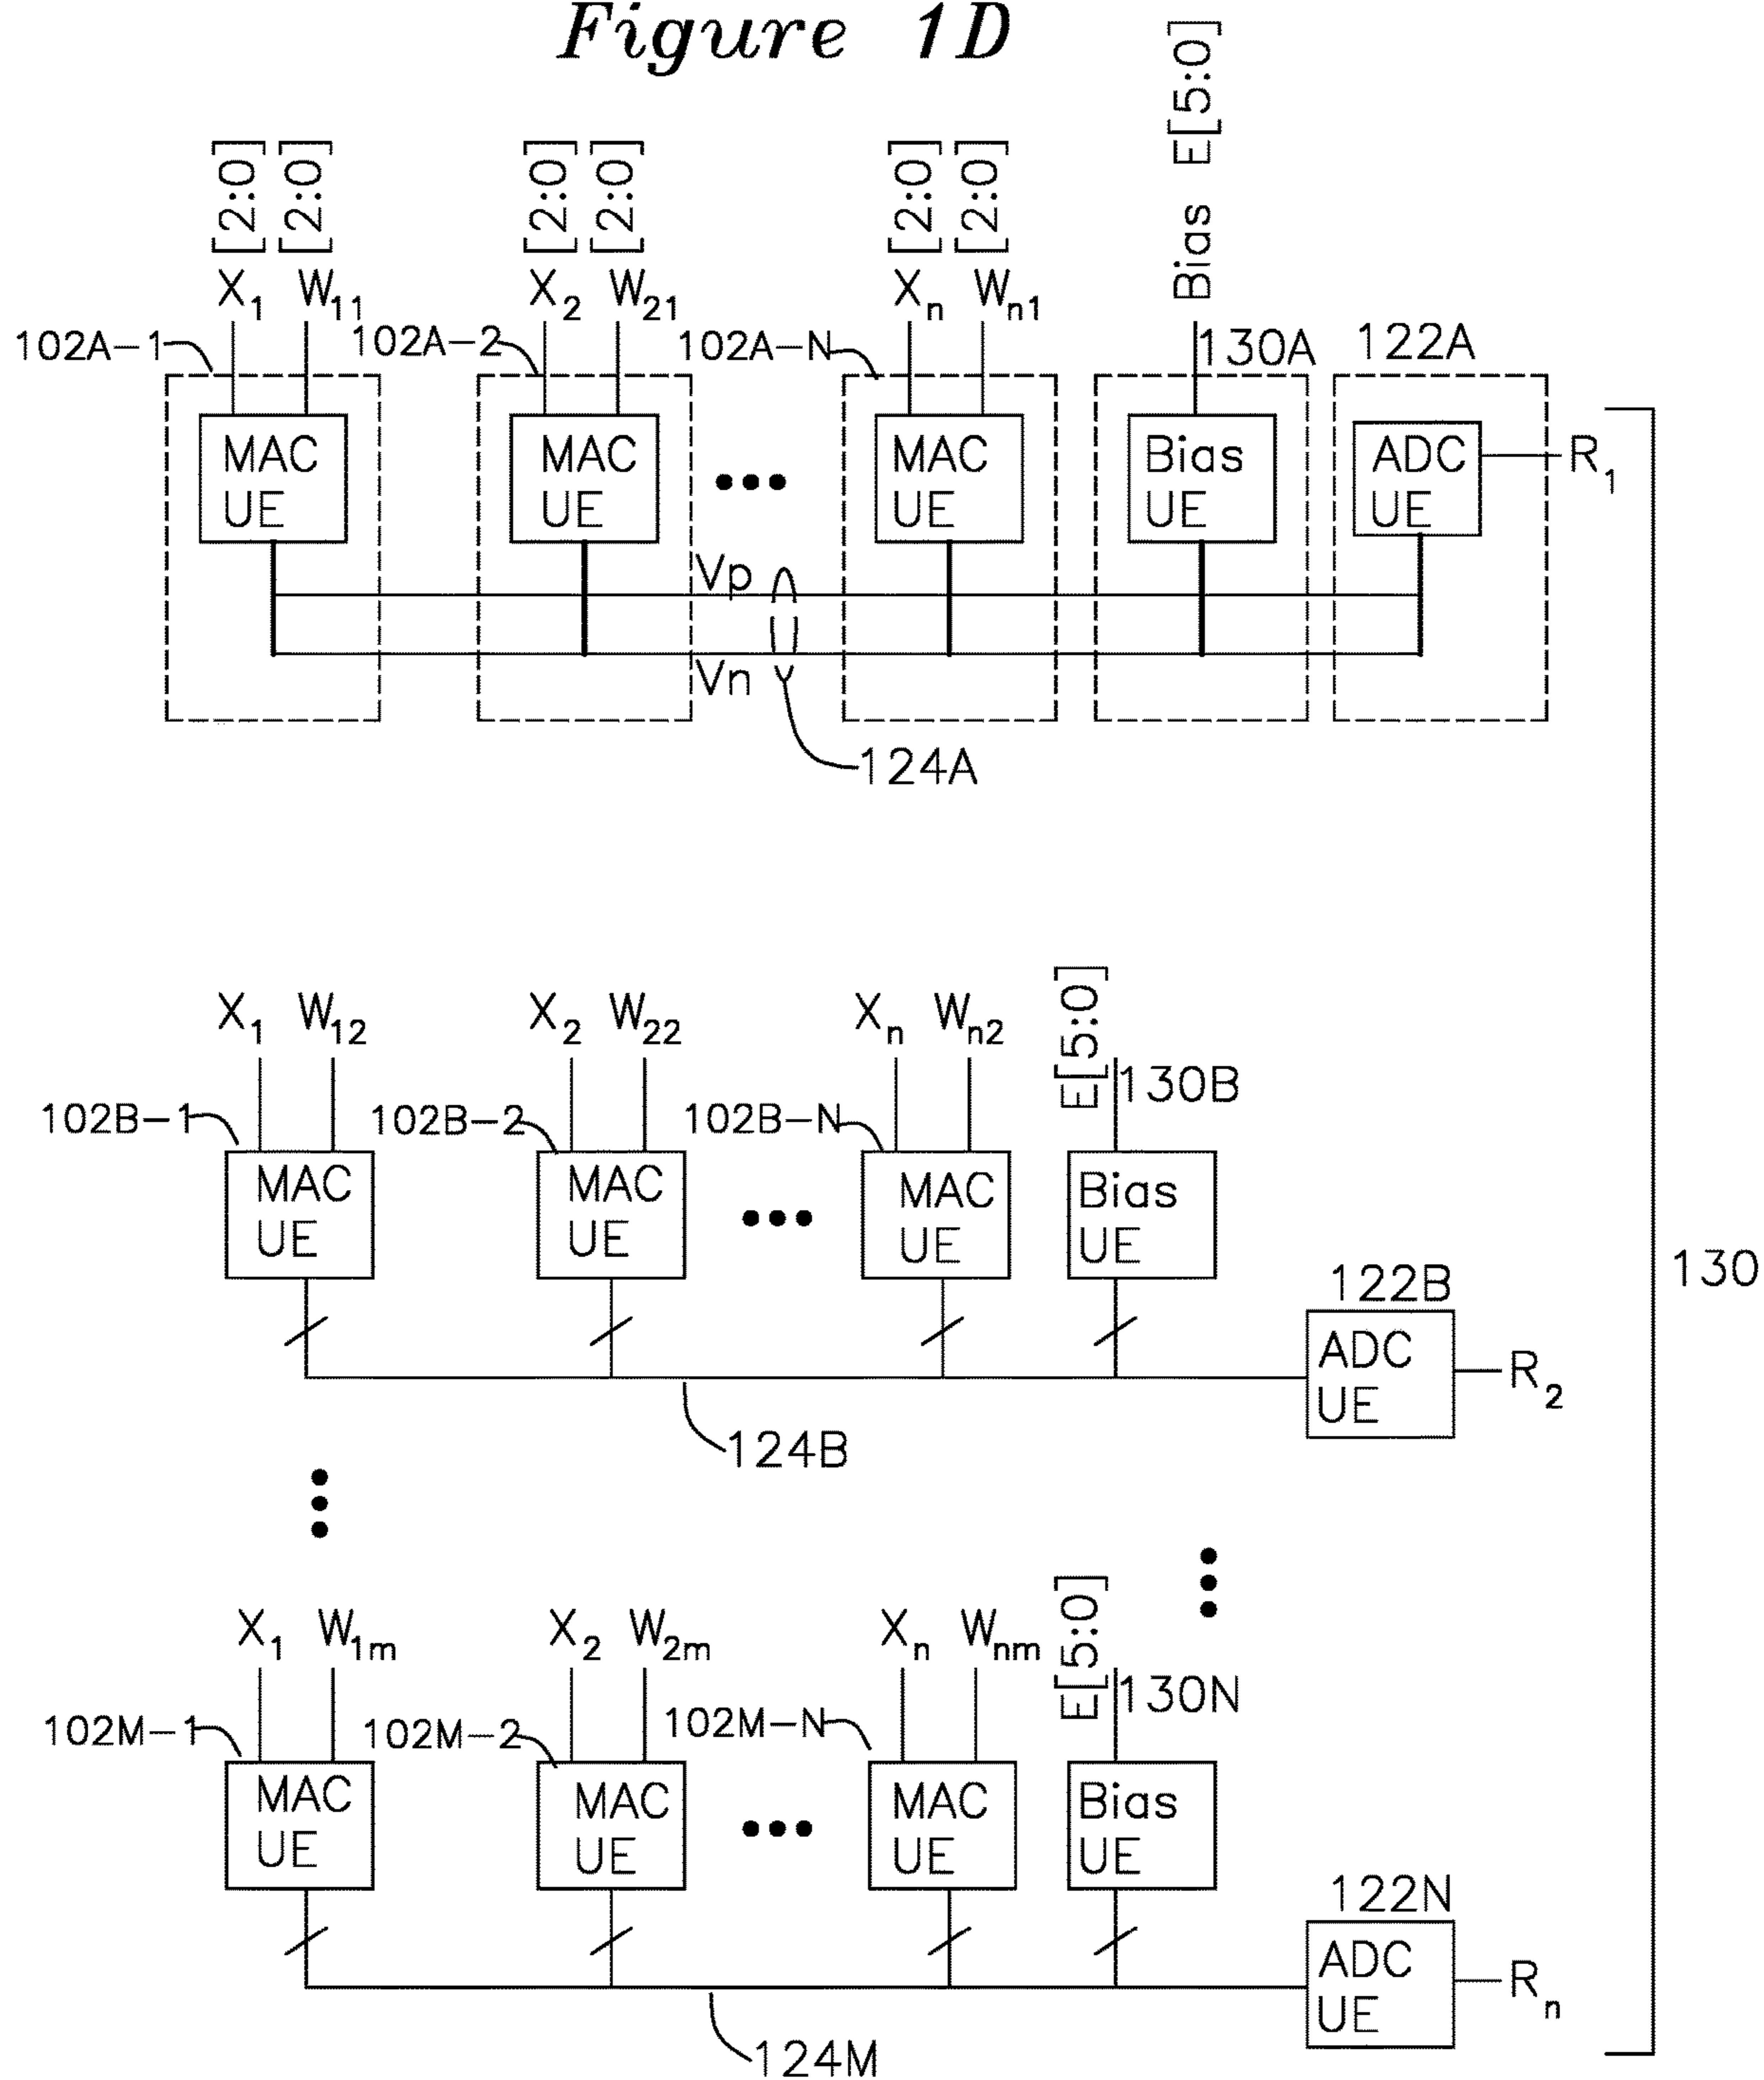 Figure 1D
Bias E[5:0]
[2:0] [2:0] [2:0] [2:0] [2:0] [2:0]
X1 W11 X2 W21 Xn Wn1
102A-1 102A-2 102A-N 130A 122A
MAC MAC MAC Bias ADC R1
UE UE UE UE UE
Vp
Vn
124A
E[5:0]
X1 W12 X2 W22 Xn Wn2
102B-1 102B-2 102B-N 130B
MAC MAC MAC Bias
UE UE UE UE
130
122B
ADC R2
UE
124B
E[5:0]
X1 W1m X2 W2m Xn Wnm
102M-1 102M-2 102M-N 130N
MAC MAC MAC Bias
UE UE UE UE
122N
ADC Rn
UE
124M